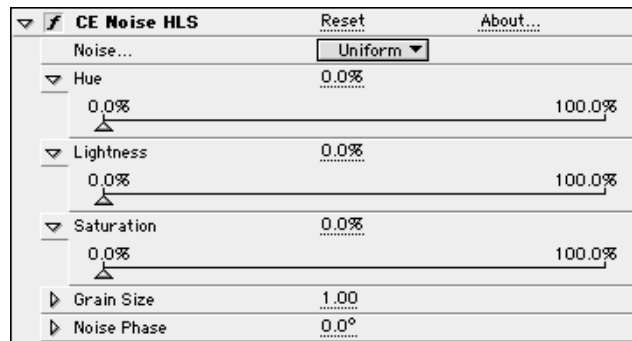 f CE Noise HLS Reset About...
Noise... Uniform
Hue 0.0%
0.0% 100.0%
Lightness 0.0%
0.0% 100.0%
Saturation 0.0%
0.0% 100.0%
Grain Size 1.00
Noise Phase 0.0°